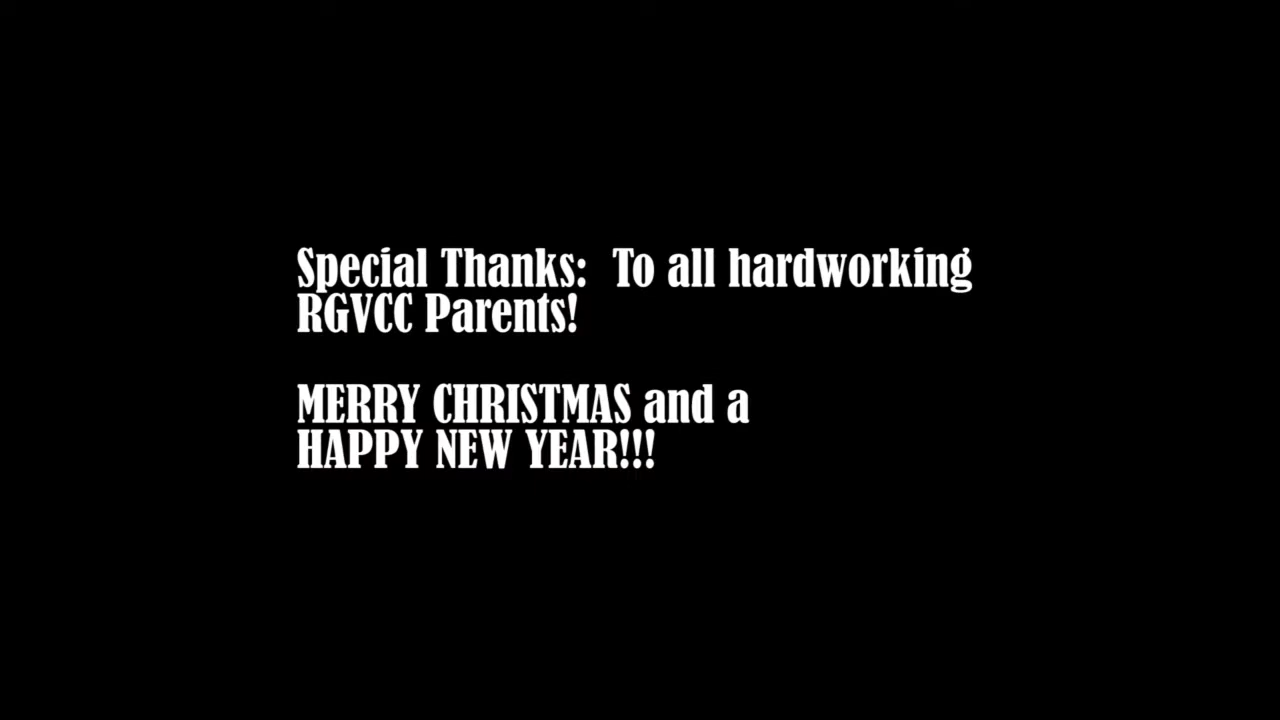 Special Thanks:  To all hardworking
RGVCC Parents!
MERRY CHRISTMAS and a
HAPPY NEW YEAR!!!